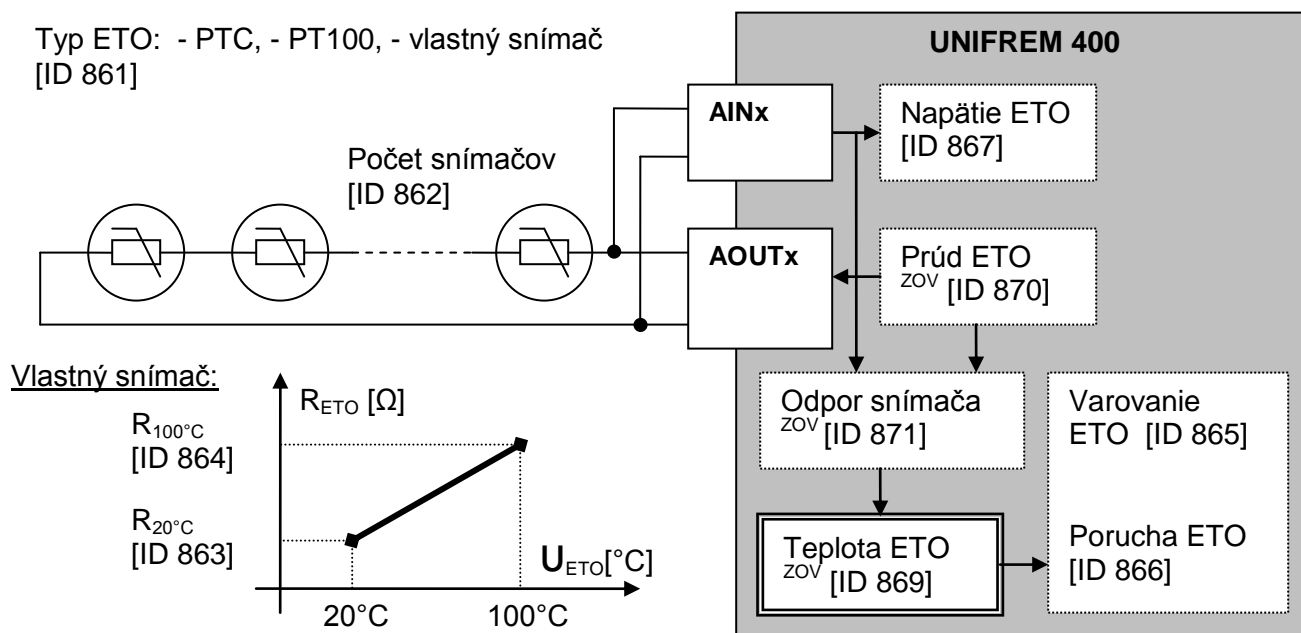 Typ ETO: - PTC, - PT100, - vlastný snímač
[ID 861]
UNIFREM 400
AINx
Napätie ETO
[ID 867]
Počet snímačov
[ID 862]
AOUTx
Prúd ETO
ZOV [ID 870]
Vlastný snímač:
RETO [Ω]
R100°C
[ID 864]
R20°C
[ID 863]
UETO[°C]
20°C
100°C
Odpor snímača
ZOV [ID 871]
Varovanie
ETO [ID 865]
Teplota ETO
ZOV [ID 869]
Porucha ETO
[ID 866]